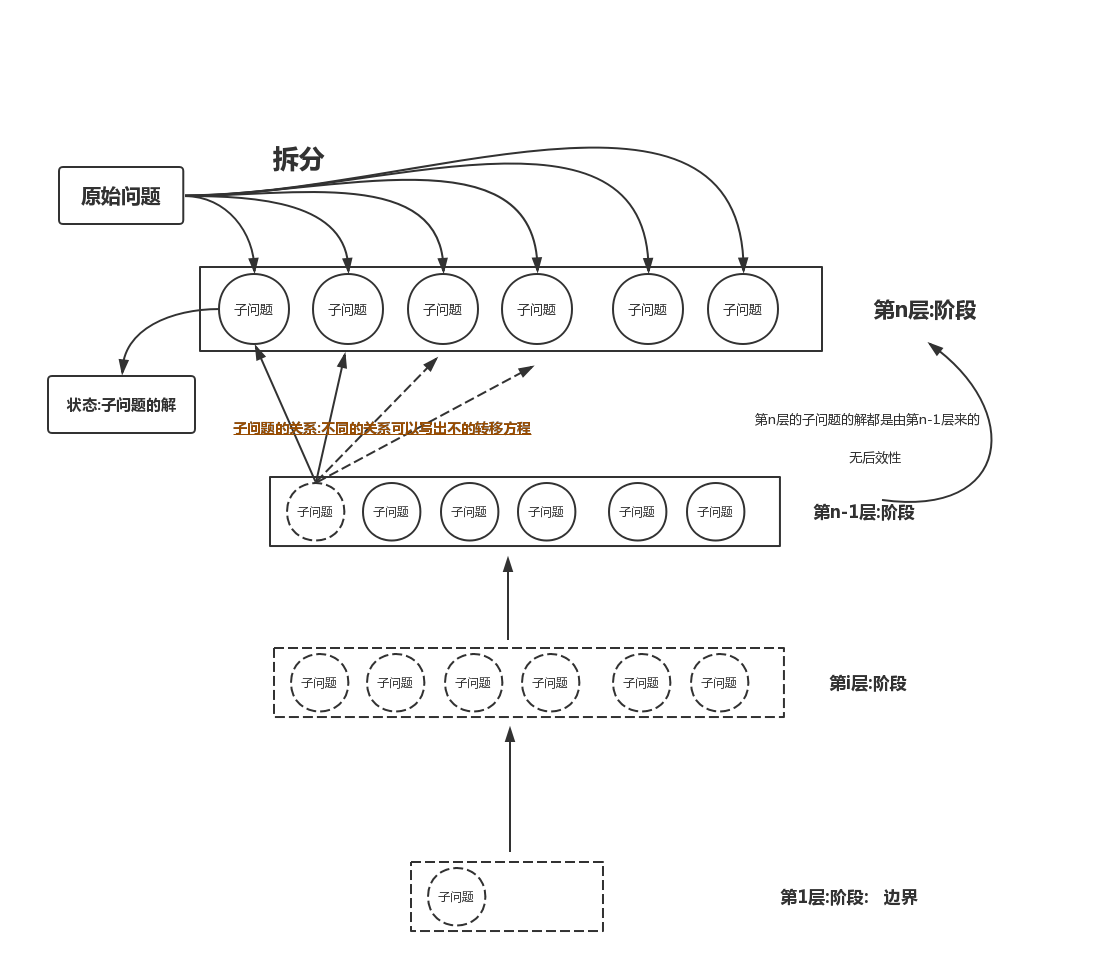 拆分
原始问题
子问题 子问题 子问题 子问题 子问题 子问题
第n层:阶段
状态:子问题的解
第n层的子问题的解都是由第n-1层来的
子问题的关系:不同的关系可以写出不的转移方程
无后效性
子问题 子问题 子问题 子问题 子问题 子问题
第n-1层:阶段
子问题 子问题 子问题 子问题 子问题 子问题
第i层:阶段
子问题
第1层:阶段: 边界